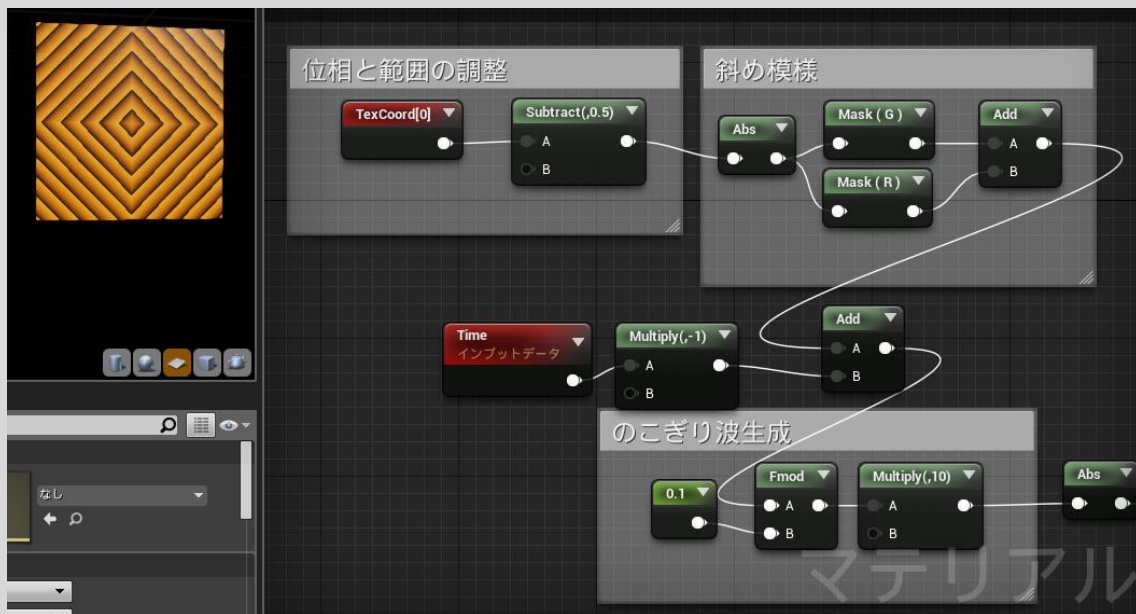 位相と範囲の調整
TexCoord[0]
Subtract(,0.5)
A
B
斜め模様
Abs
Mask ( G )
Mask ( R )
Add
A
B
Time
インプットデータ
Multiply(,-1)
A
B
Add
A
B
のこぎり波生成
0.1
Fmod
A
B
Multiply(,10)
A
B
Abs
なし
マテリアル